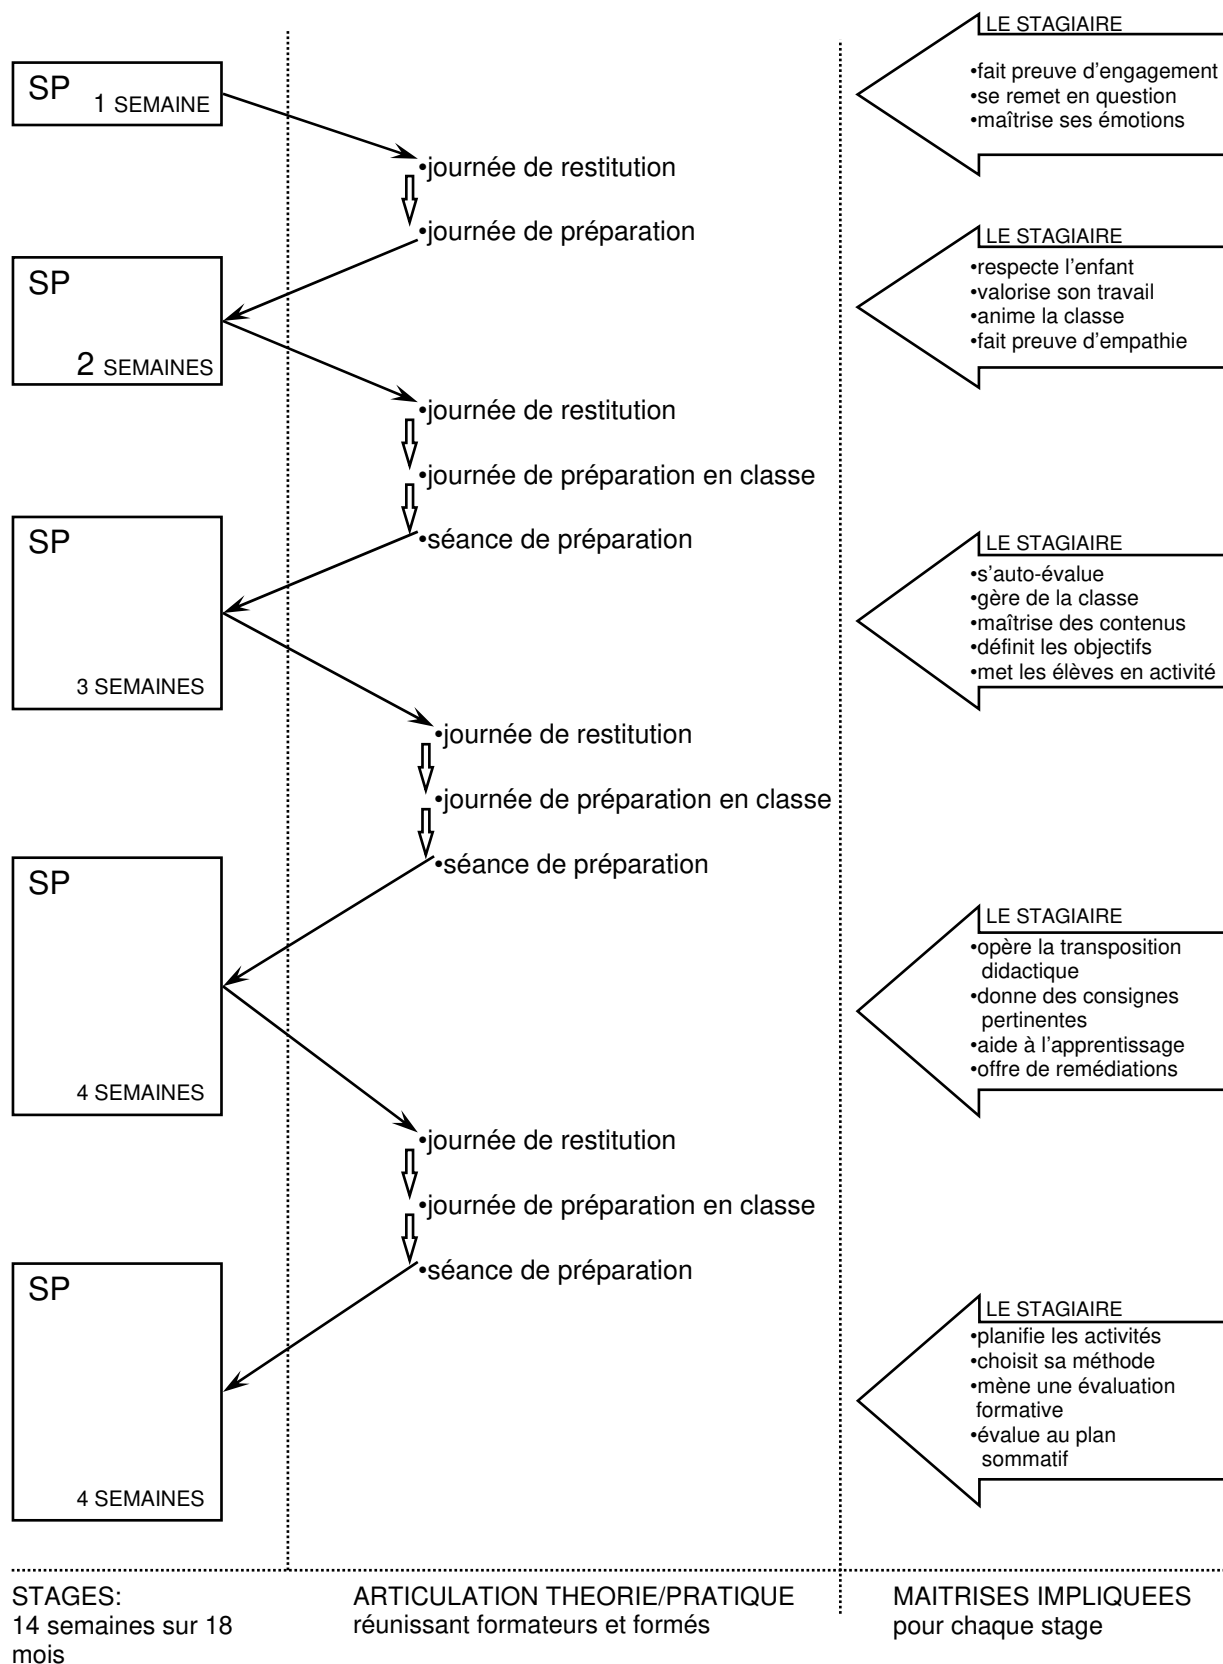 LE STAGIAIRE
SP 1 SEMAINE
•fait preuve d'engagement
•se remet en question
•maîtrise ses émotions
•journée de restitution
•journée de préparation
LE STAGIAIRE
SP
2 SEMAINES
•respecte l'enfant
•valorise son travail
•anime la classe
•fait preuve d'empathie
•journée de restitution
•journée de préparation en classe
•séance de préparation
LE STAGIAIRE
SP
3 SEMAINES
•s'auto-évalue
•gère de la classe
•maîtrise des contenus
•définit les objectifs
•met les élèves en activité
•journée de restitution
•journée de préparation en classe
•séance de préparation
SP
4 SEMAINES
LE STAGIAIRE
•opère la transposition
didactique
•donne des consignes
pertinentes
•aide à l'apprentissage
•offre de remédiations
•journée de restitution
•journée de préparation en classe
•séance de préparation
SP
4 SEMAINES
LE STAGIAIRE
•planifie les activités
•choisit sa méthode
•mène une évaluation
formative
•évalue au plan
sommatif
STAGES:
14 semaines sur 18
mois
ARTICULATION THEORIE/PRATIQUE
réunissant formateurs et formés
MAITRISES IMPLIQUEES
pour chaque stage